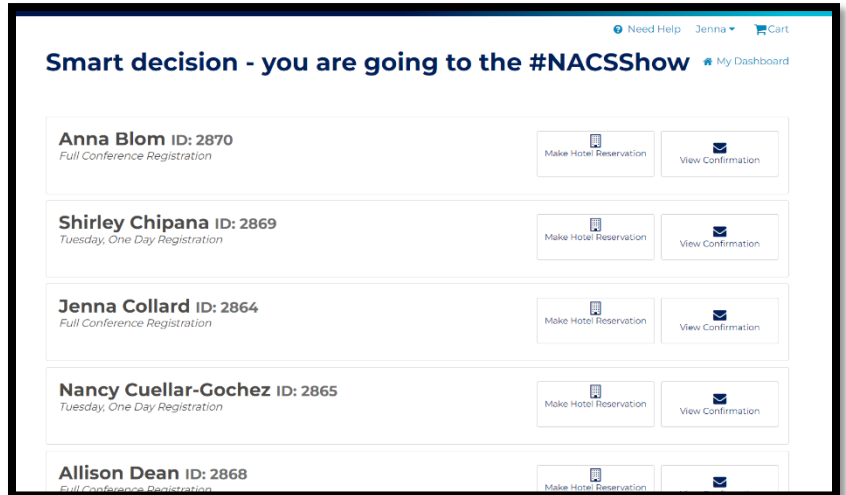 Need Help Jenna Cart
Smart decision - you are going to the #NACSShow My Dashboard
Anna Blom ID: 2870
Full Conference Registration
Make Hotel Reservation
View Confirmation
Shirley Chipana ID: 2869
Tuesday, One Day Registration
Make Hotel Reservation
View Confirmation
Jenna Collard ID: 2864
Full Conference Registration
Make Hotel Reservation
View Confirmation
Nancy Cuellar-Gochez ID: 2865
Tuesday, One Day Registration
Make Hotel Reservation
View Confirmation
Allison Dean ID: 2868
Full Conference Registration
Make Hotel Reservation